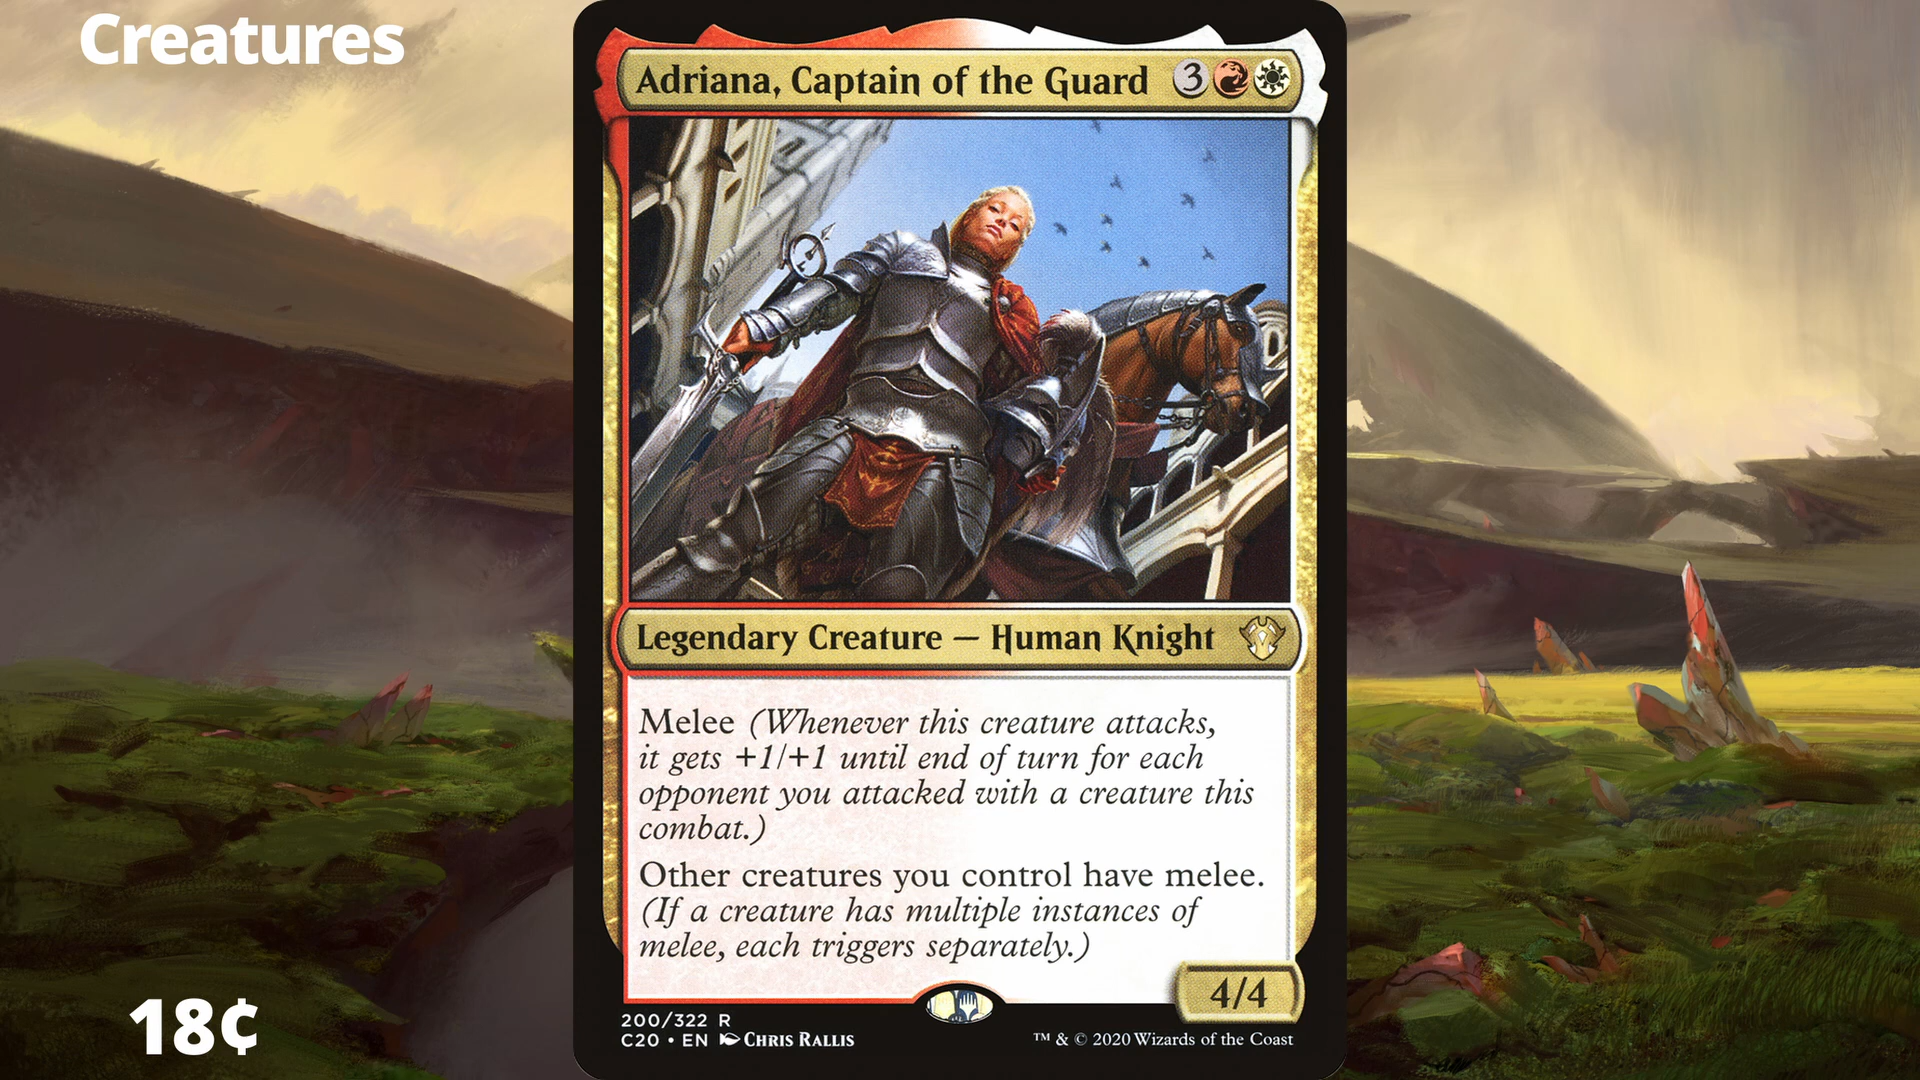 Creatures
Adriana, Captain of the Guard 3
Legendary Creature — Human Knight
Melee (Whenever this creature attacks,
it gets +1/+1 until end of turn for each
opponent you attacked with a creature this
combat.)
Other creatures you control have melee.
(If a creature has multiple instances of
melee, each triggers separately.)
4/4
200/322 R
C20 • EN Chris Rallis
™ & © 2020 Wizards of the Coast
18¢